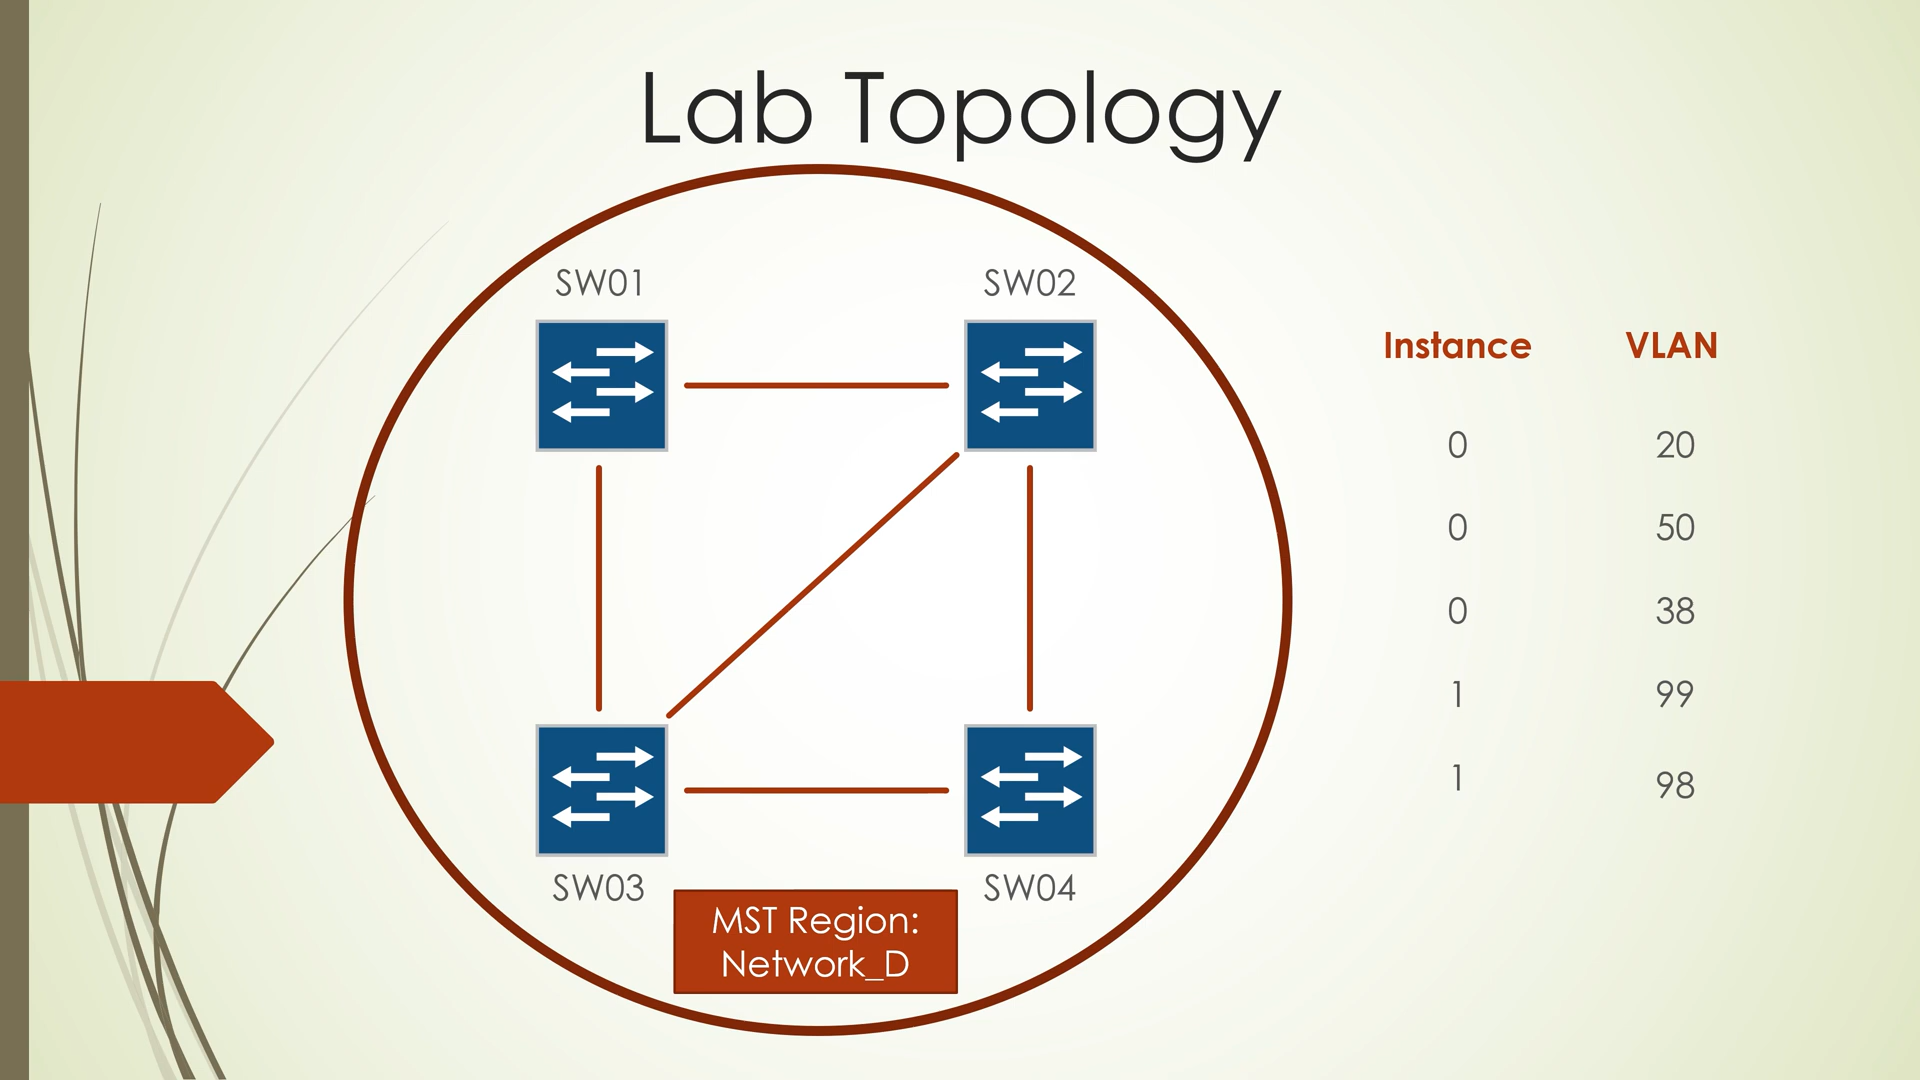 Lab Topology
SW01
SW02
SW03
SW04
MST Region:
Network_D
Instance VLAN
0 20
0 50
0 38
1 99
1 98